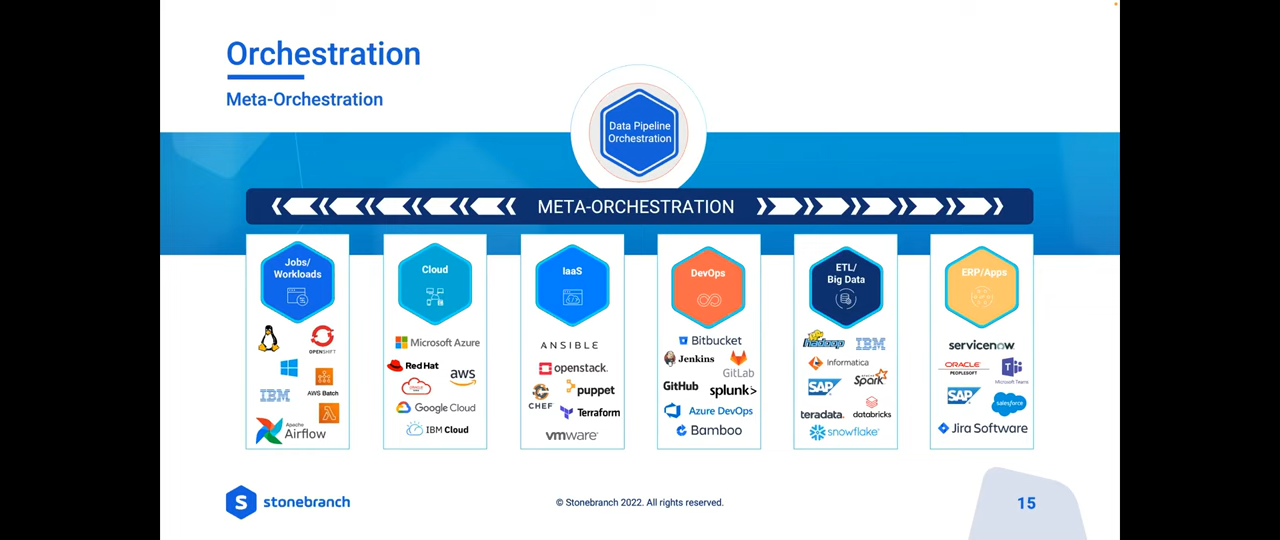 Orchestration
Meta-Orchestration
Data Pipeline
Orchestration
META-ORCHESTRATION
Jobs/
Workloads
OPENSHIFT
IBM
AWS Batch
Apache
Airflow
Cloud
Microsoft Azure
Red Hat
aws
Google Cloud
IBM Cloud
IaaS
ANSIBLE
openstack.
puppet
CHEF
Terraform
vmware
DevOps
Bitbucket
Jenkins
GitLab
GitHub
splunk>
Azure DevOps
Bamboo
ETL/
Big Data
hadoop
IBM
Informatica
SAP
APACHE
Spark
teradata.
databricks
snowflake
ERP/Apps
servicenow
ORACLE
PEOPLESOFT
Microsoft Teams
SAP
salesforce
Jira Software
S stonebranch
© Stonebranch 2022. All rights reserved.
15